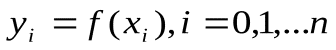 y_i = f(x_i), i = 0,1,...n